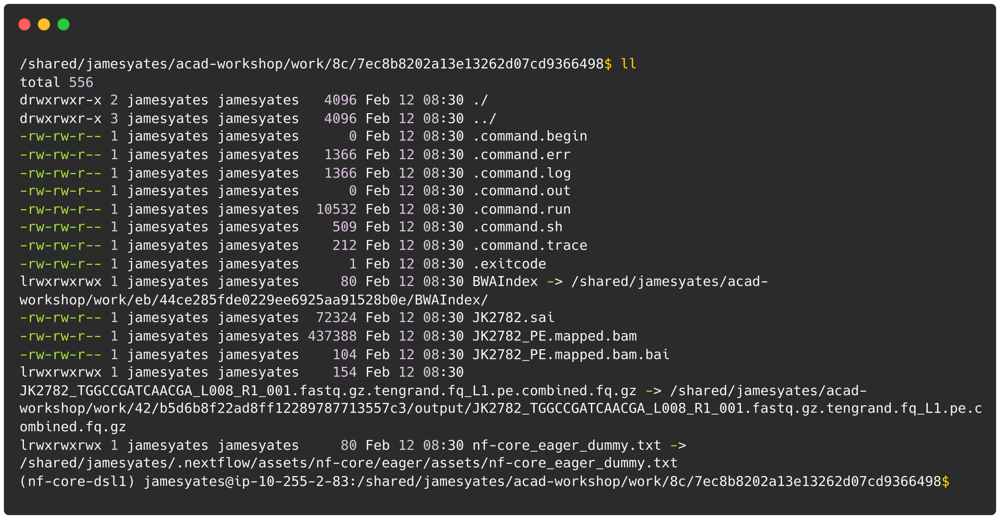 /shared/jamesyates/acad-workshop/work/8c/7ec8b8202a13e13262d07cd9366498$ ll
total 556
drwxrwxr-x 2 jamesyates jamesyates   4096 Feb 12 08:30 ./
drwxrwxr-x 3 jamesyates jamesyates   4096 Feb 12 08:30 ../
-rw-rw-r-- 1 jamesyates jamesyates      0 Feb 12 08:30 .command.begin
-rw-rw-r-- 1 jamesyates jamesyates   1366 Feb 12 08:30 .command.err
-rw-rw-r-- 1 jamesyates jamesyates   1366 Feb 12 08:30 .command.log
-rw-rw-r-- 1 jamesyates jamesyates      0 Feb 12 08:30 .command.out
-rw-rw-r-- 1 jamesyates jamesyates  10532 Feb 12 08:30 .command.run
-rw-rw-r-- 1 jamesyates jamesyates    509 Feb 12 08:30 .command.sh
-rw-rw-r-- 1 jamesyates jamesyates    212 Feb 12 08:30 .command.trace
-rw-rw-r-- 1 jamesyates jamesyates      1 Feb 12 08:30 .exitcode
lrwxrwxrwx 1 jamesyates jamesyates     80 Feb 12 08:30 BWAIndex -> /shared/jamesyates/acad-
workshop/work/eb/44ce285fde0229ee6925aa91528b0e/BWAIndex/
-rw-rw-r-- 1 jamesyates jamesyates  72324 Feb 12 08:30 JK2782.sai
-rw-rw-r-- 1 jamesyates jamesyates 437388 Feb 12 08:30 JK2782_PE.mapped.bam
-rw-rw-r-- 1 jamesyates jamesyates    104 Feb 12 08:30 JK2782_PE.mapped.bam.bai
lrwxrwxrwx 1 jamesyates jamesyates    154 Feb 12 08:30
JK2782_TGGCCGATCAACGA_L008_R1_001.fastq.gz.tengrand.fq_L1.pe.combined.fq.gz -> /shared/jamesyates/acad-
workshop/work/42/b5d6b8f22ad8ff12289787713557c3/output/JK2782_TGGCCGATCAACGA_L008_R1_001.fastq.gz.tengrand.fq_L1.pe.c
ombined.fq.gz
lrwxrwxrwx 1 jamesyates jamesyates     80 Feb 12 08:30 nf-core_eager_dummy.txt ->
/shared/jamesyates/.nextflow/assets/nf-core/eager/assets/nf-core_eager_dummy.txt
(nf-core-dsl1) jamesyates@ip-10-255-2-83:/shared/jamesyates/acad-workshop/work/8c/7ec8b8202a13e13262d07cd9366498$